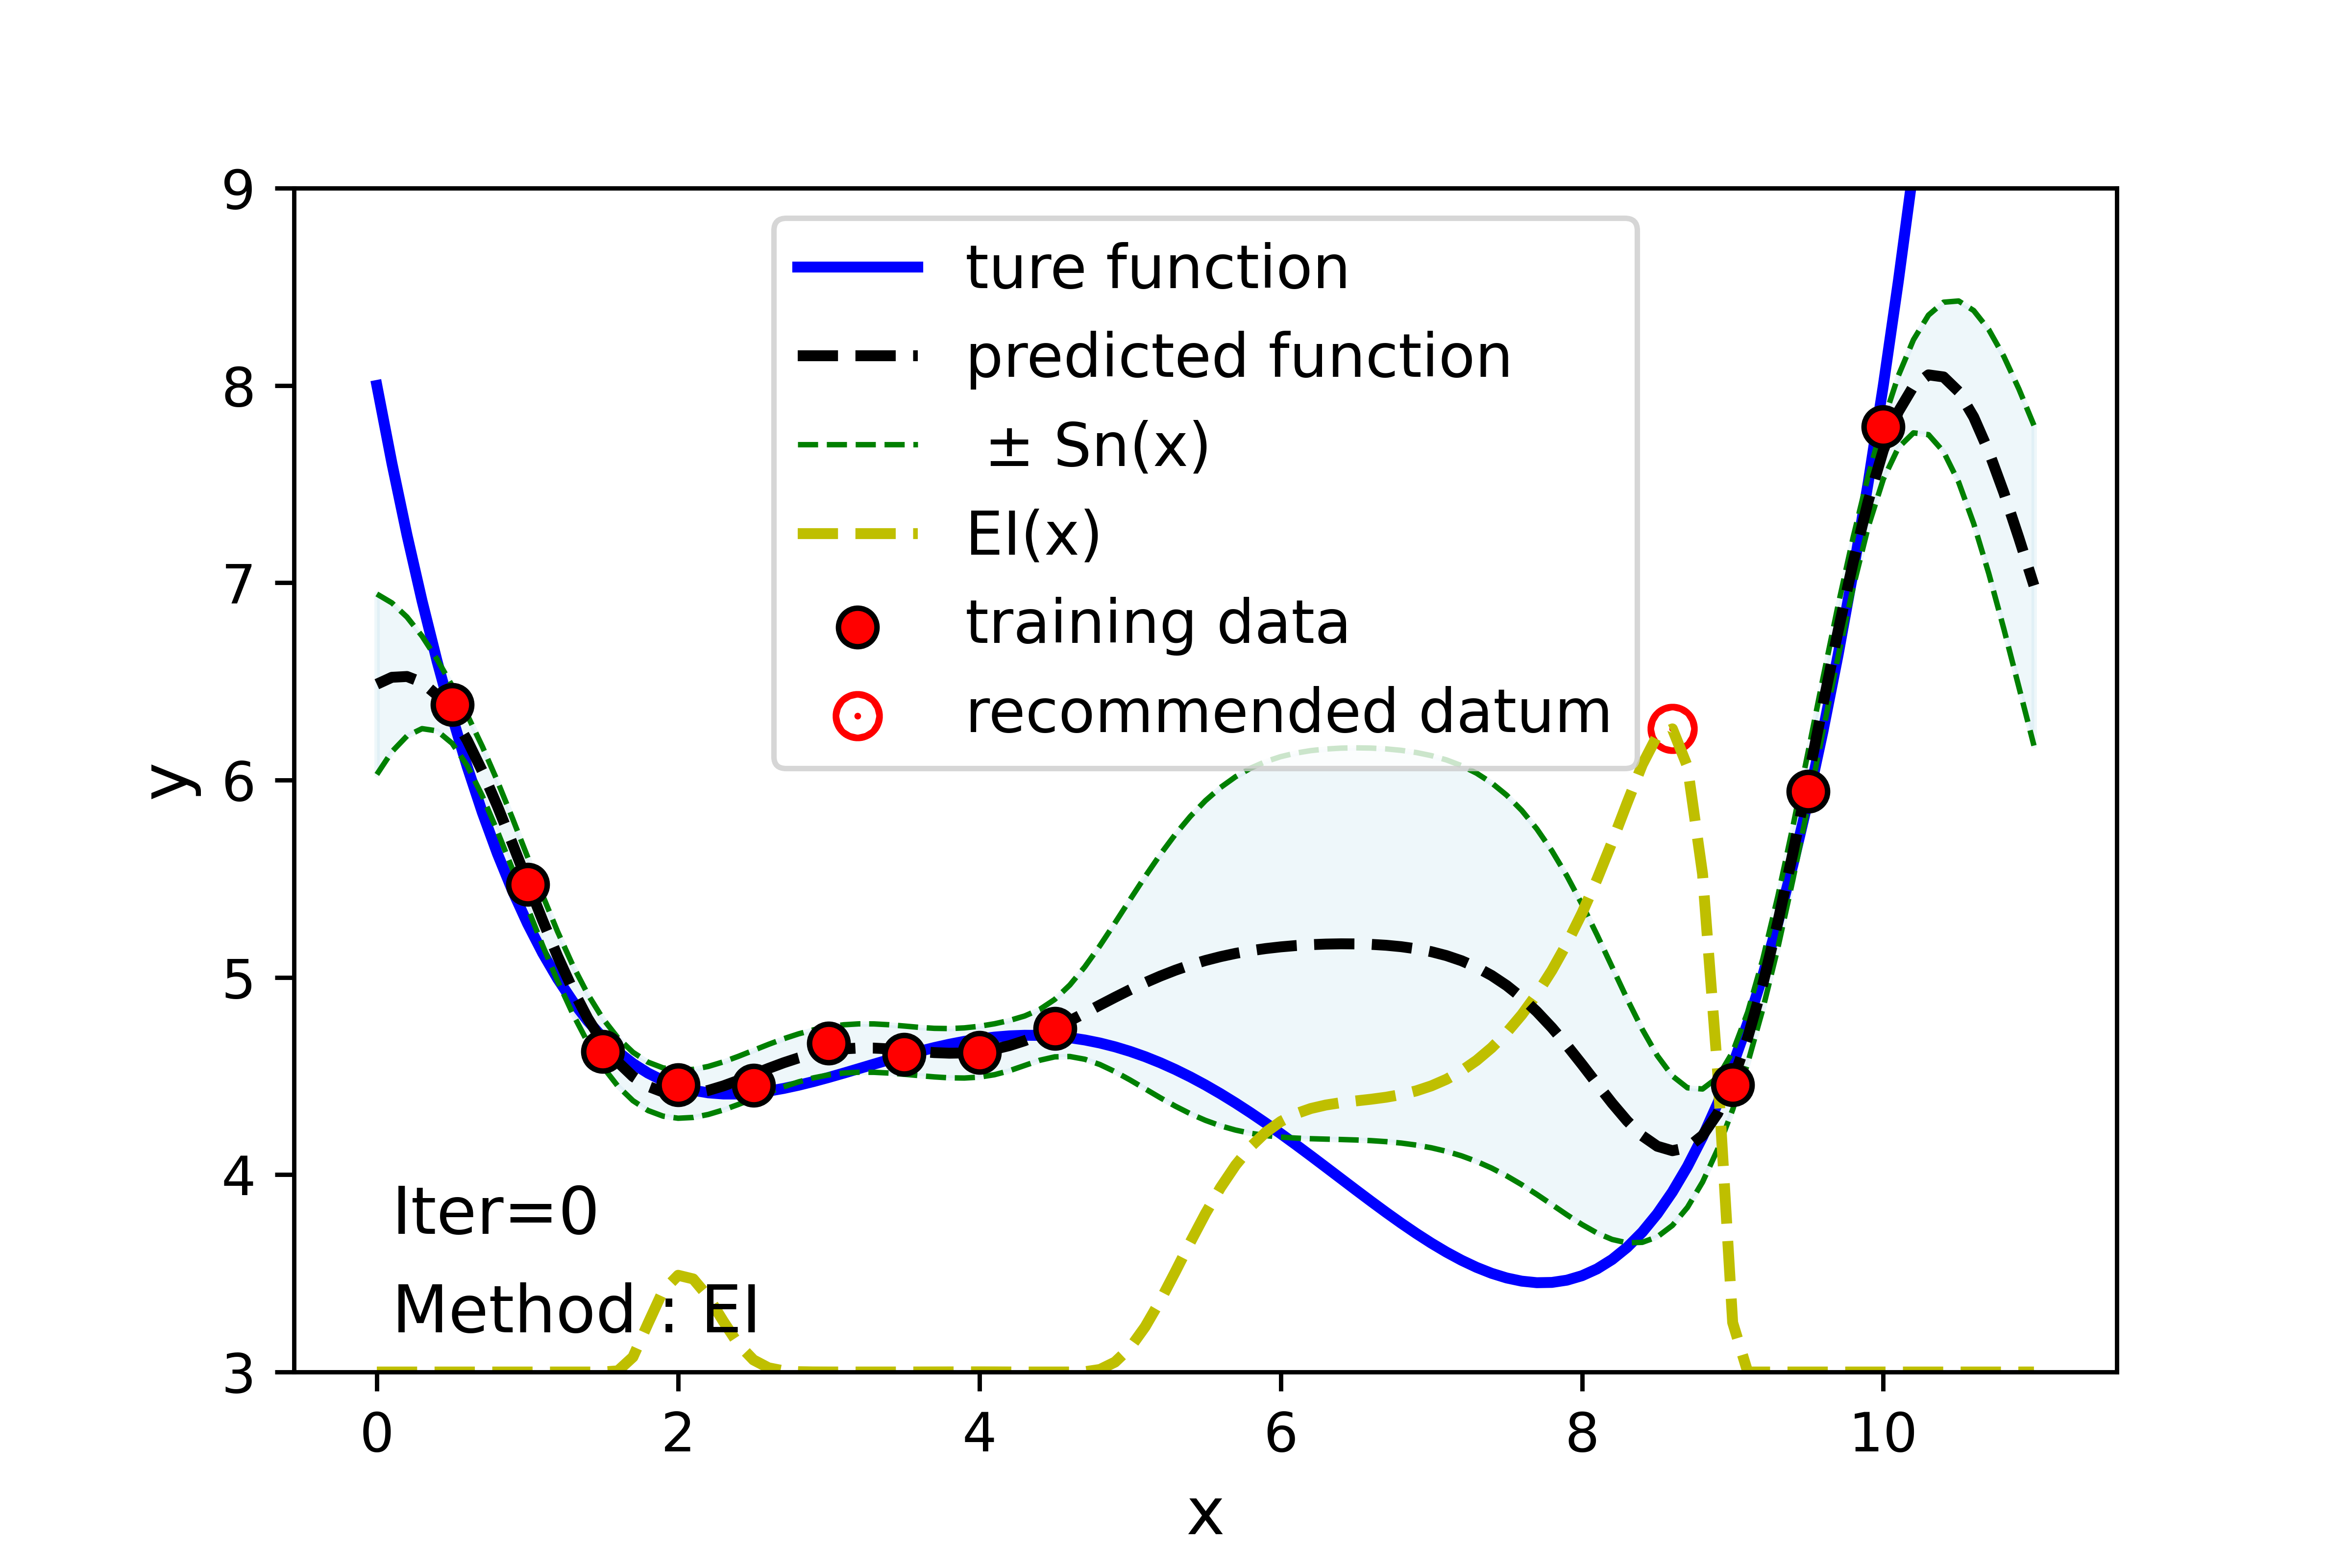 9
8
7
6
5
4
3
y
ture function
predicted function
± Sn(x)
EI(x)
training data
recommended datum
Iter=0
Method : EI
0 2 4 6 8 10
x